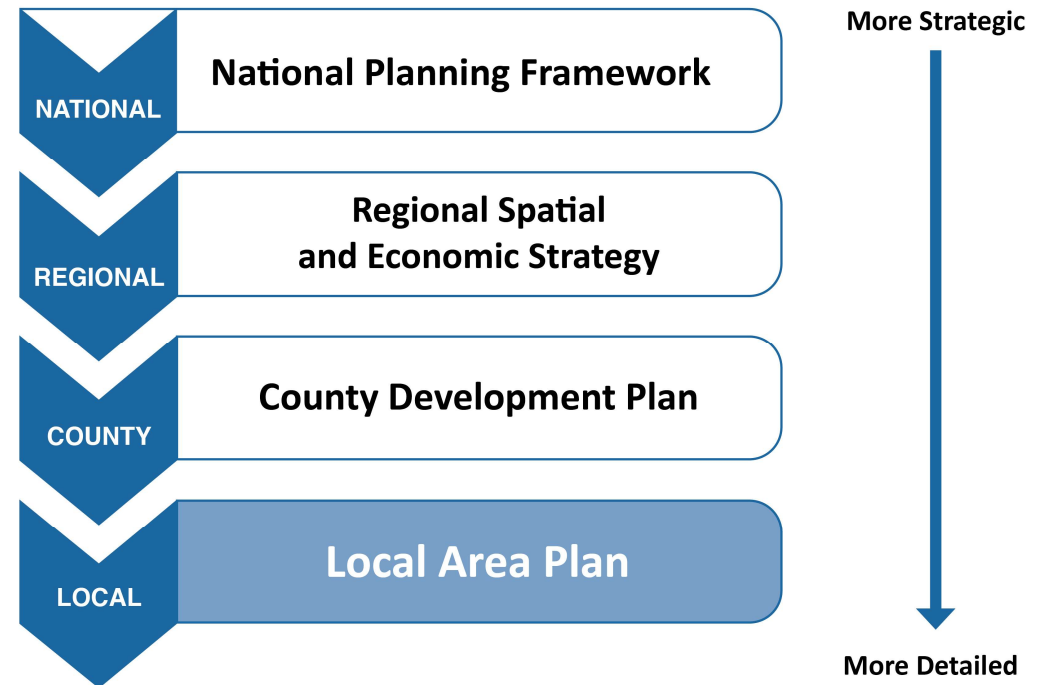 More Strategic
NATIONAL
National Planning Framework
REGIONAL
Regional Spatial
and Economic Strategy
COUNTY
County Development Plan
LOCAL
Local Area Plan
More Detailed